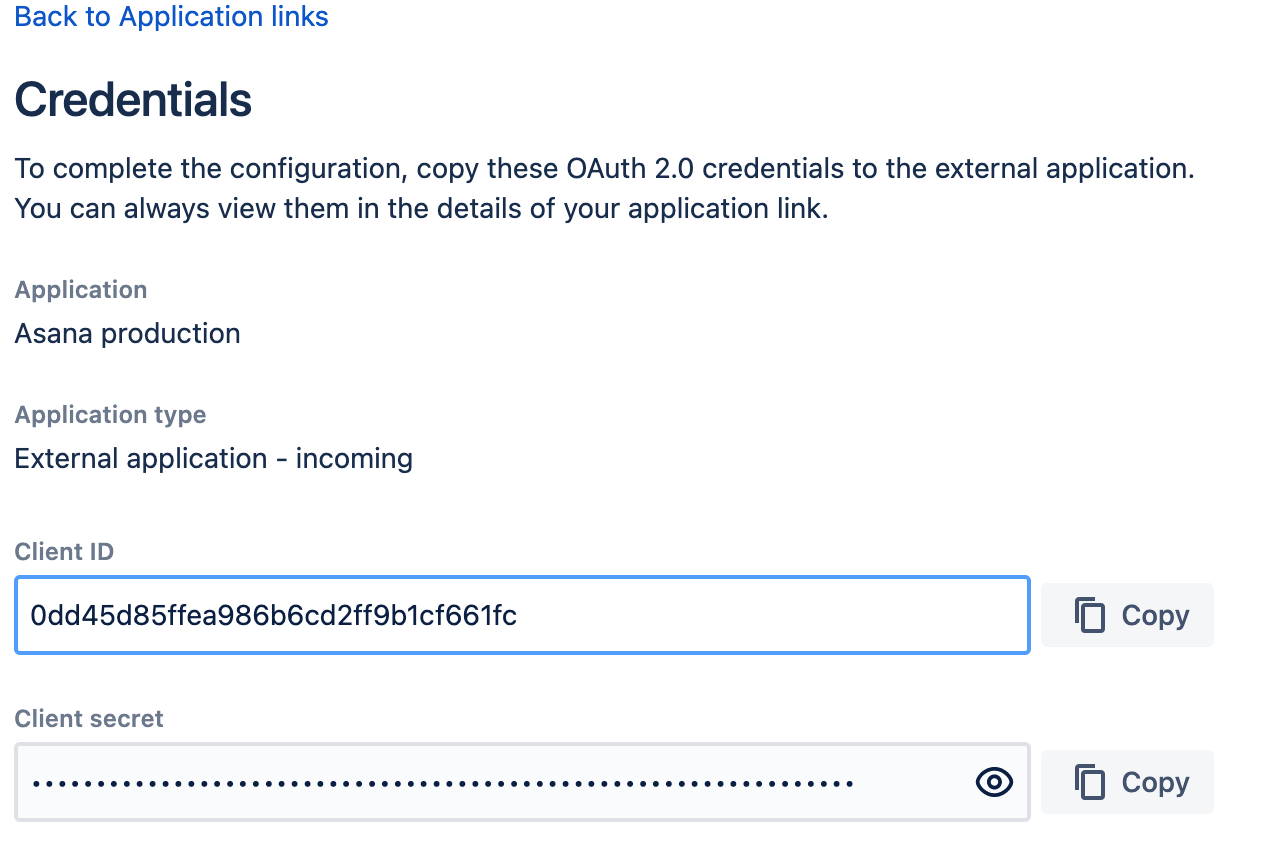 Back to Application links
Credentials
To complete the configuration, copy these OAuth 2.0 credentials to the external application.
You can always view them in the details of your application link.
Application
Asana production
Application type
External application - incoming
Client ID
0dd45d85ffea986b6cd2ff9b1cf661fc
Copy
Client secret
••••••••••••••••••••••••••••••••••••••••••••••••••••••••••••••••
Copy